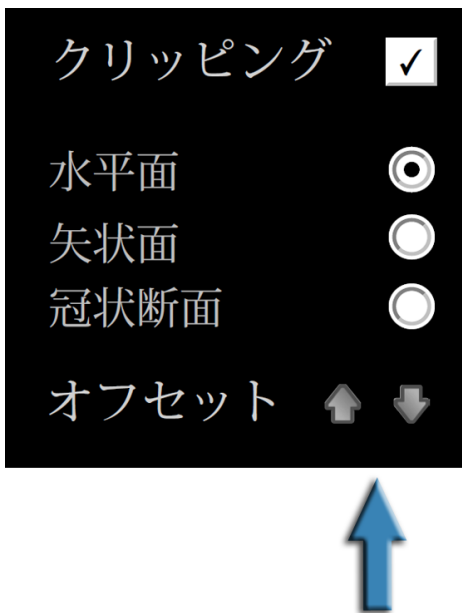 クリッピング
水平面
矢状面
冠状断面
オフセット